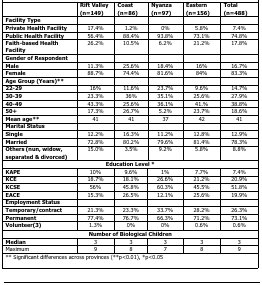 Rift Valley Coast Nyanza Eastern Total
(n=149) (n=86) (n=97) (n=156) (n=488)
Facility Type
Private Health Facility 17.4% 1.2% 0% 5.8% 7.4%
Public Health Facility 56.4% 88.4% 93.8% 73.1% 74.8%
Faith-based Health 26.2% 10.5% 6.2% 21.2% 17.8%
Facility
Gender of Respondent
Male 11.3% 25.6% 18.4% 16% 16.7%
Female 88.7% 74.4% 81.6% 84% 83.3%
Age Group (Years)**
22-29 16% 11.6% 23.7% 9.6% 14.7%
30-39 23.3% 36% 35.1% 25.6% 27.9%
40-49 43.3% 25.6% 36.1% 41.% 38.8%
50+ 17.3% 26.7% 5.2% 23.7% 18.6%
Mean age** 41 41 37 42 41
Marital Status
Single 12.2% 16.3% 11.2% 12.8% 12.9%
Married 72.8% 80.2% 79.6% 81.4% 78.3%
Others (nun, widow, 15.0% 3.5% 9.2% 5.8% 8.8%
separated & divorced)
Education Level *
KAPE 10% 9.6% 1% 7.7% 7.4%
KCE 18.7% 18.1% 26.6% 21.2% 20.9%
KCSE 56% 45.8% 60.3% 45.5% 51.8%
EACE 15.3% 26.5% 12.1% 25.6% 19.9%
Employment Status
Temporary/contract 21.3% 23.3% 33.7% 28.2% 26.3%
Permanent 77.4% 76.7% 66.3% 71.2% 73.1%
Volunteer(3) 1.3% 0% 0% 0.6% 0.6%
Number of Biological Children
Median 3 3 3 3 3
Maximum 9 8 7 8 9
** Significant differences across provinces (**p<0.01), *p<0.05